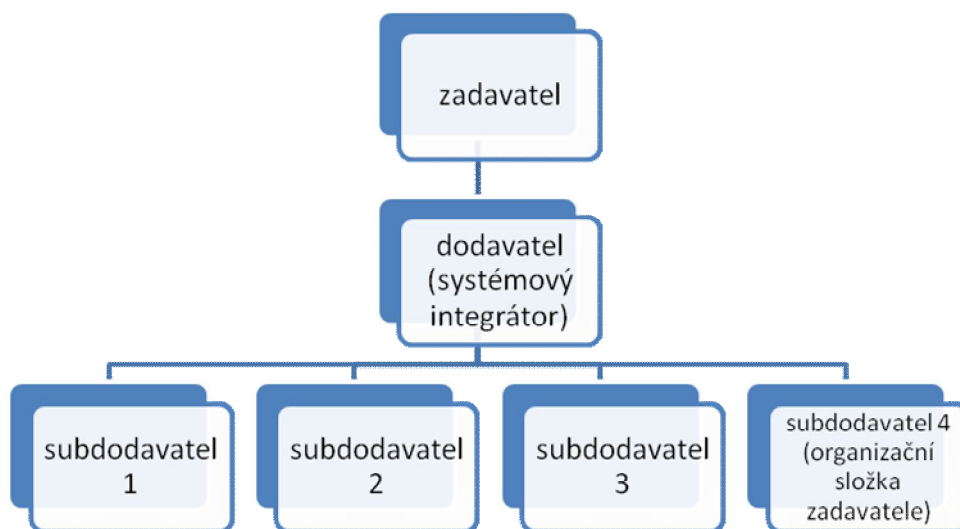 zadavatel
dodavatel
(systémový
integrátor)
subdodavatel
1
subdodavatel
2
subdodavatel
3
subdodavatel 4
(organizační
složka
zadavatele)